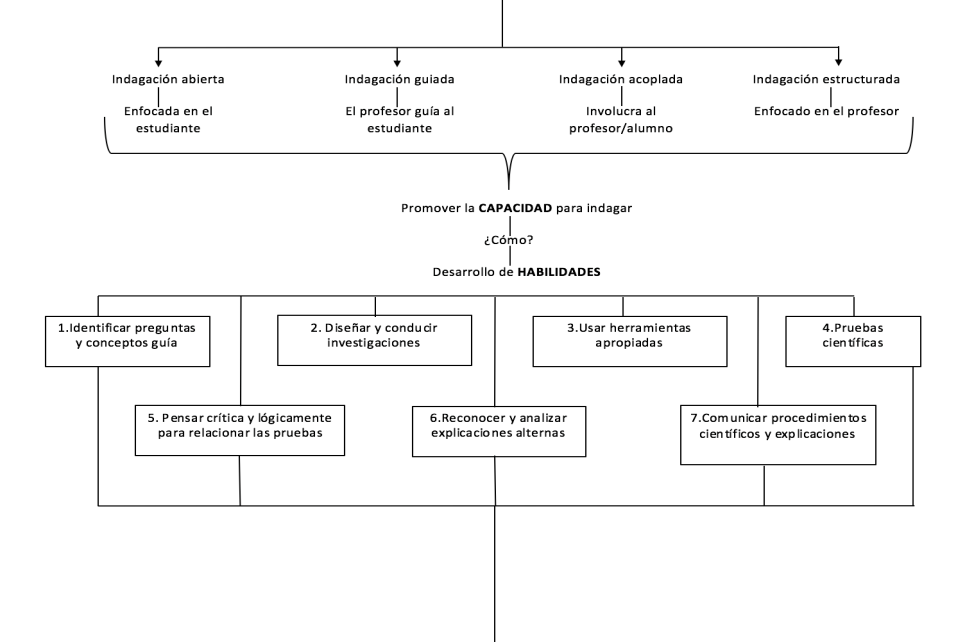 Indagación abierta
Enfocada en el
estudiante
Indagación guiada
El profesor guía al
estudiante
Indagación acoplada
Involucra al
profesor/alumno
Indagación estructurada
Enfocado en el profesor
Promover la CAPACIDAD para indagar
¿Cómo?
Desarrollo de HABILIDADES
1.Identificar preguntas
y conceptos guía
2. Diseñar y conducir
investigaciones
3.Usar herramientas
apropiadas
4.Pruebas
científicas
5. Pensar crítica y lógicamente
para relacionar las pruebas
6.Reconocer y analizar
explicaciones alternas
7.Comunicar procedimientos
científicos y explicaciones